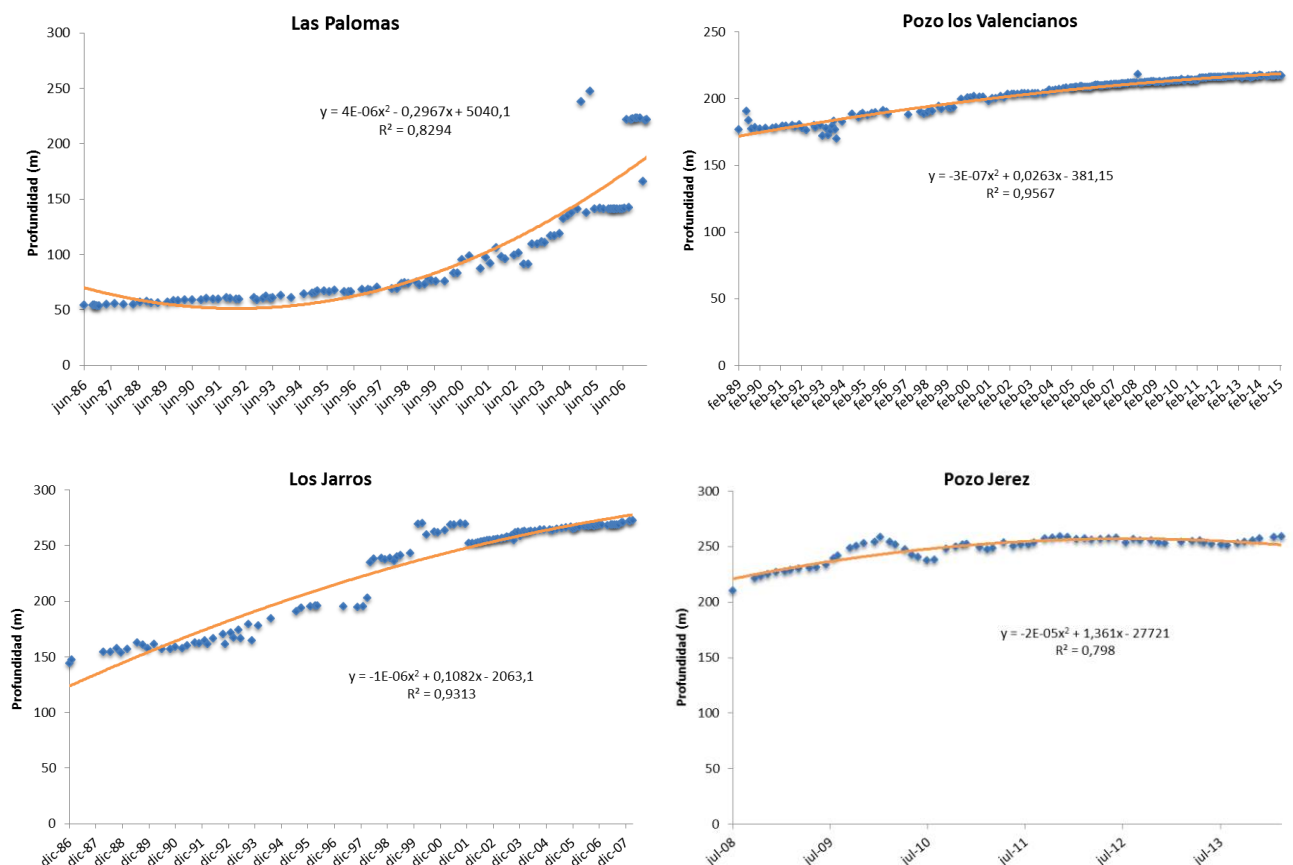 Las Palomas
Profundidad (m)
300
250
200
150
100
50
0
y = 4E-06x² - 0,2967x + 5040,1
R² = 0,8294
jun-86
jun-87
jun-88
jun-89
jun-90
jun-91
jun-92
jun-93
jun-94
jun-95
jun-96
jun-97
jun-98
jun-99
jun-00
jun-01
jun-02
jun-03
jun-04
jun-05
jun-06
Pozo los Valencianos
Profundidad (m)
250
200
150
100
50
0
y = -3E-07x² + 0,0263x - 381,15
R² = 0,9567
feb-89
feb-90
feb-91
feb-92
feb-93
feb-94
feb-95
feb-96
feb-97
feb-98
feb-99
feb-00
feb-01
feb-02
feb-03
feb-04
feb-05
feb-06
feb-07
feb-08
feb-09
feb-10
feb-11
feb-12
feb-13
feb-14
feb-15
Los Jarros
Profundidad (m)
300
250
200
150
100
50
0
y = -1E-06x² + 0,1082x - 2063,1
R² = 0,9313
dic-86
dic-87
dic-88
dic-89
dic-90
dic-91
dic-92
dic-93
dic-94
dic-95
dic-96
dic-97
dic-98
dic-99
dic-00
dic-01
dic-02
dic-03
dic-04
dic-05
dic-06
dic-07
Pozo Jerez
Profundidad (m)
300
250
200
150
100
50
0
y = -2E-05x² + 1,361x - 27721
R² = 0,798
jul-08
jul-09
jul-10
jul-11
jul-12
jul-13